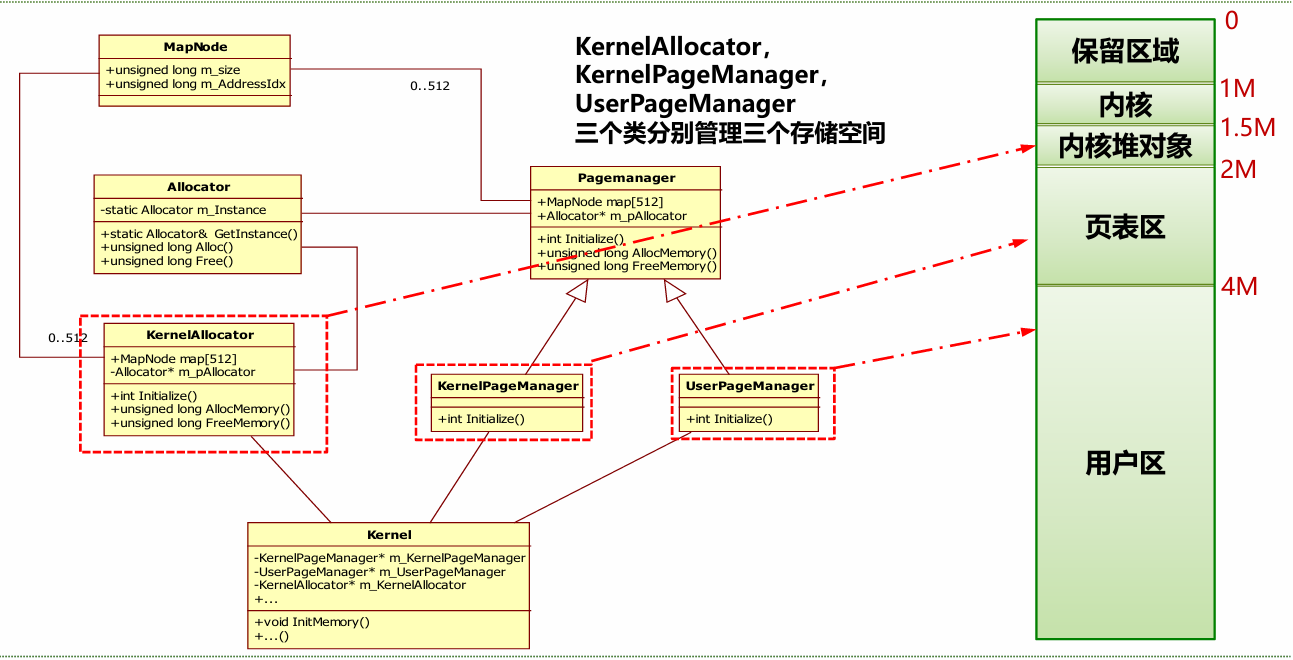 MapNode
+unsigned long m_size
+unsigned long m_AddressIdx
0..512
KernelAllocator，
KernelPageManager，
UserPageManager
三个类分别管理三个存储空间
Allocator
-static Allocator m_Instance
+static Allocator& GetInstance()
+unsigned long Alloc()
+unsigned long Free()
Pagemanager
+MapNode map[512]
+Allocator* m_pAllocator
+int Initialize()
+unsigned long AllocMemory()
+unsigned long FreeMemory()
0..512
KernelAllocator
+MapNode map[512]
-Allocator* m_pAllocator
+int Initialize()
+unsigned long AllocMemory()
+unsigned long FreeMemory()
KernelPageManager
+int Initialize()
UserPageManager
+int Initialize()
Kernel
-KernelPageManager* m_KernelPageManager
-UserPageManager* m_UserPageManager
-KernelAllocator* m_KernelAllocator
+...
+void InitMemory()
+...()
0
保留区域
1M
内核
1.5M
内核堆对象
2M
页表区
4M
用户区